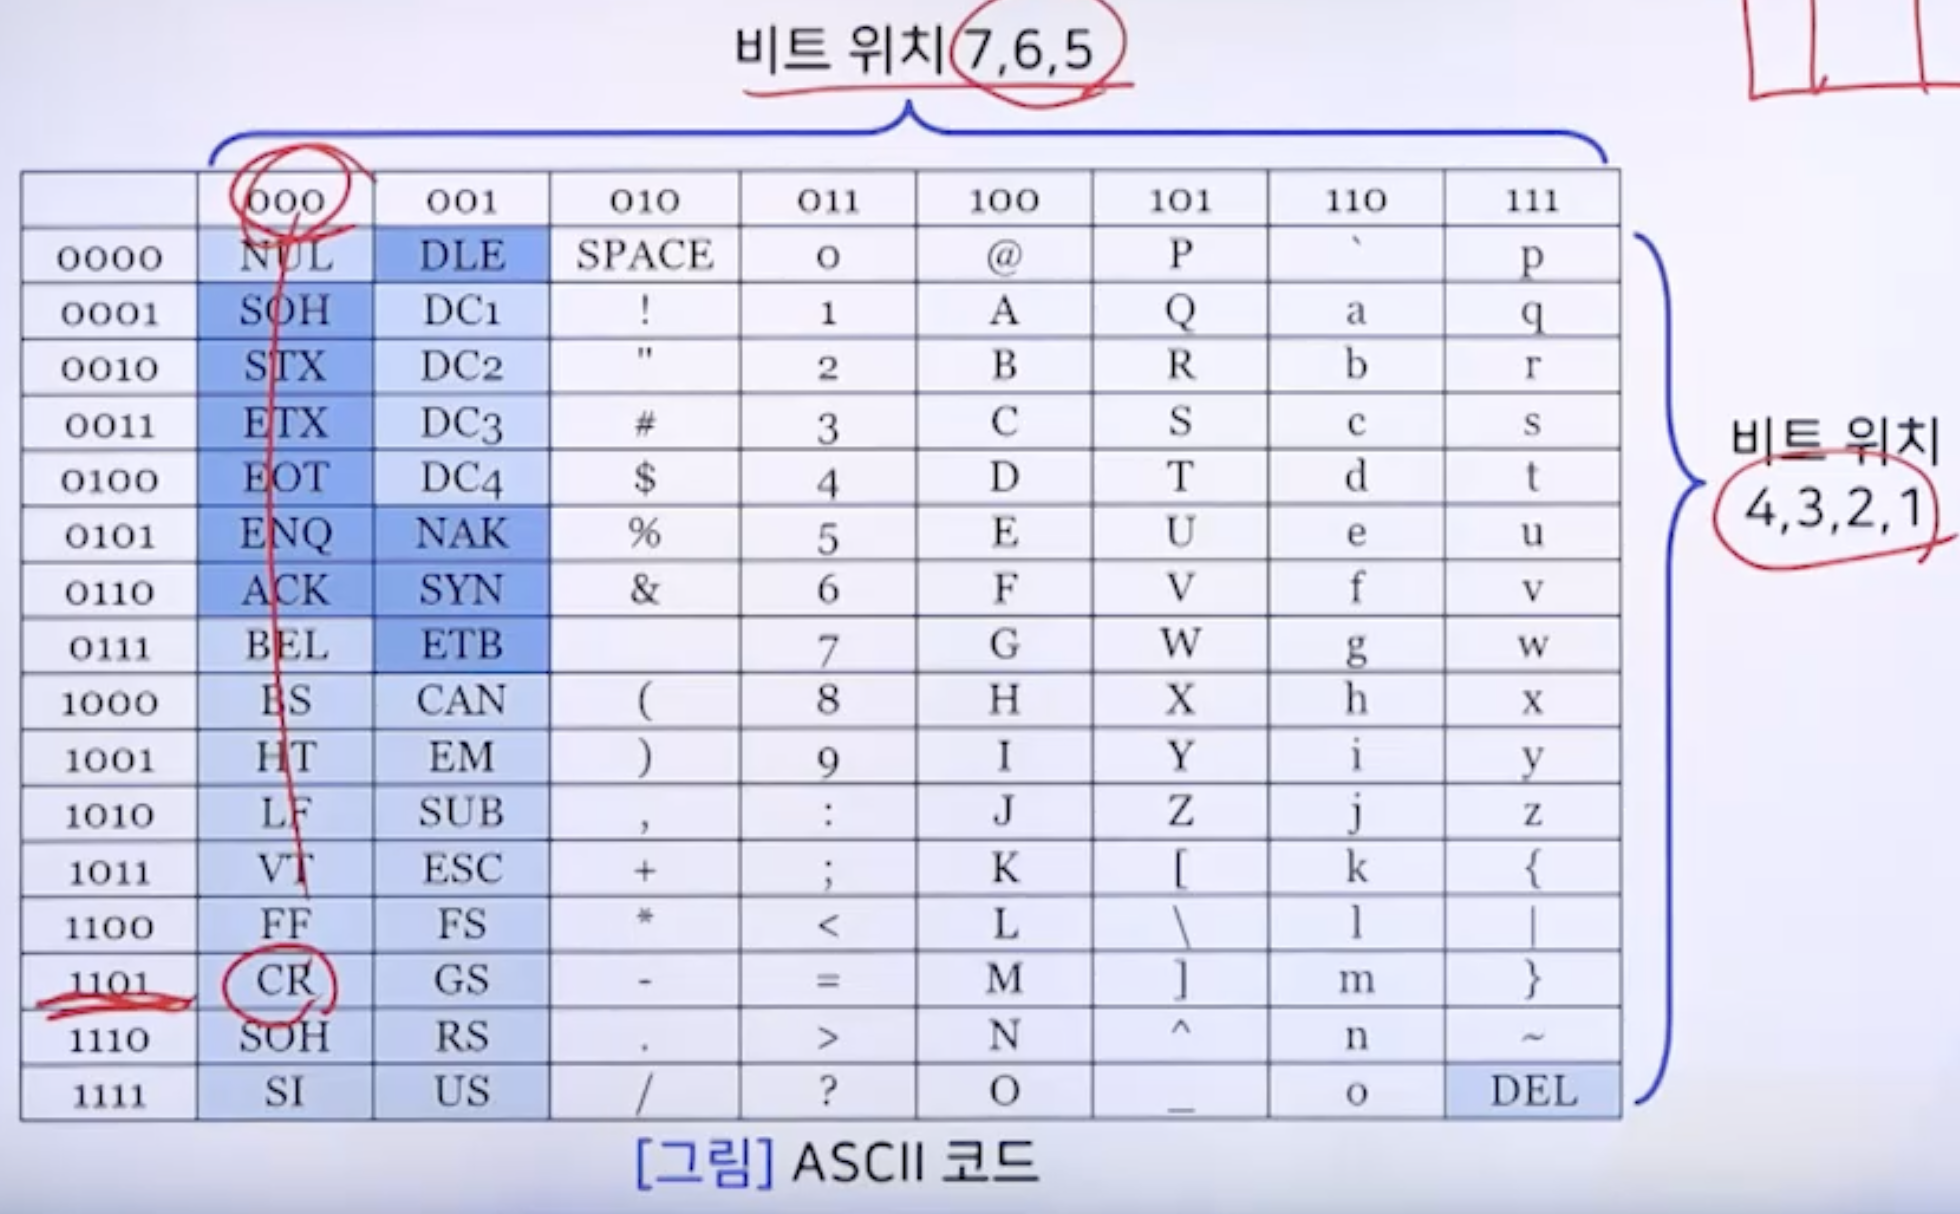 비트 위치 7,6,5
000 001 010 011 100 101 110 111
0000 NUL DLE SPACE 0 @ P ` p
0001 SOH DC1 ! 1 A Q a q
0010 STX DC2 " 2 B R b r
0011 ETX DC3 # 3 C S c s
0100 EOT DC4 $ 4 D T d t
0101 ENQ NAK % 5 E U e u
0110 ACK SYN & 6 F V f v
0111 BEL ETB 7 G W g w
1000 BS CAN ( 8 H X h x
1001 HT EM ) 9 I Y i y
1010 LF SUB , : J Z j z
1011 VT ESC + ; K [ k {
1100 FF FS * < L \ l |
1101 CR GS - = M ] m }
1110 SOH RS . > N ^ n ~
1111 SI US / ? O _ o DEL
비트 위치
4,3,2,1
[그림] ASCII 코드